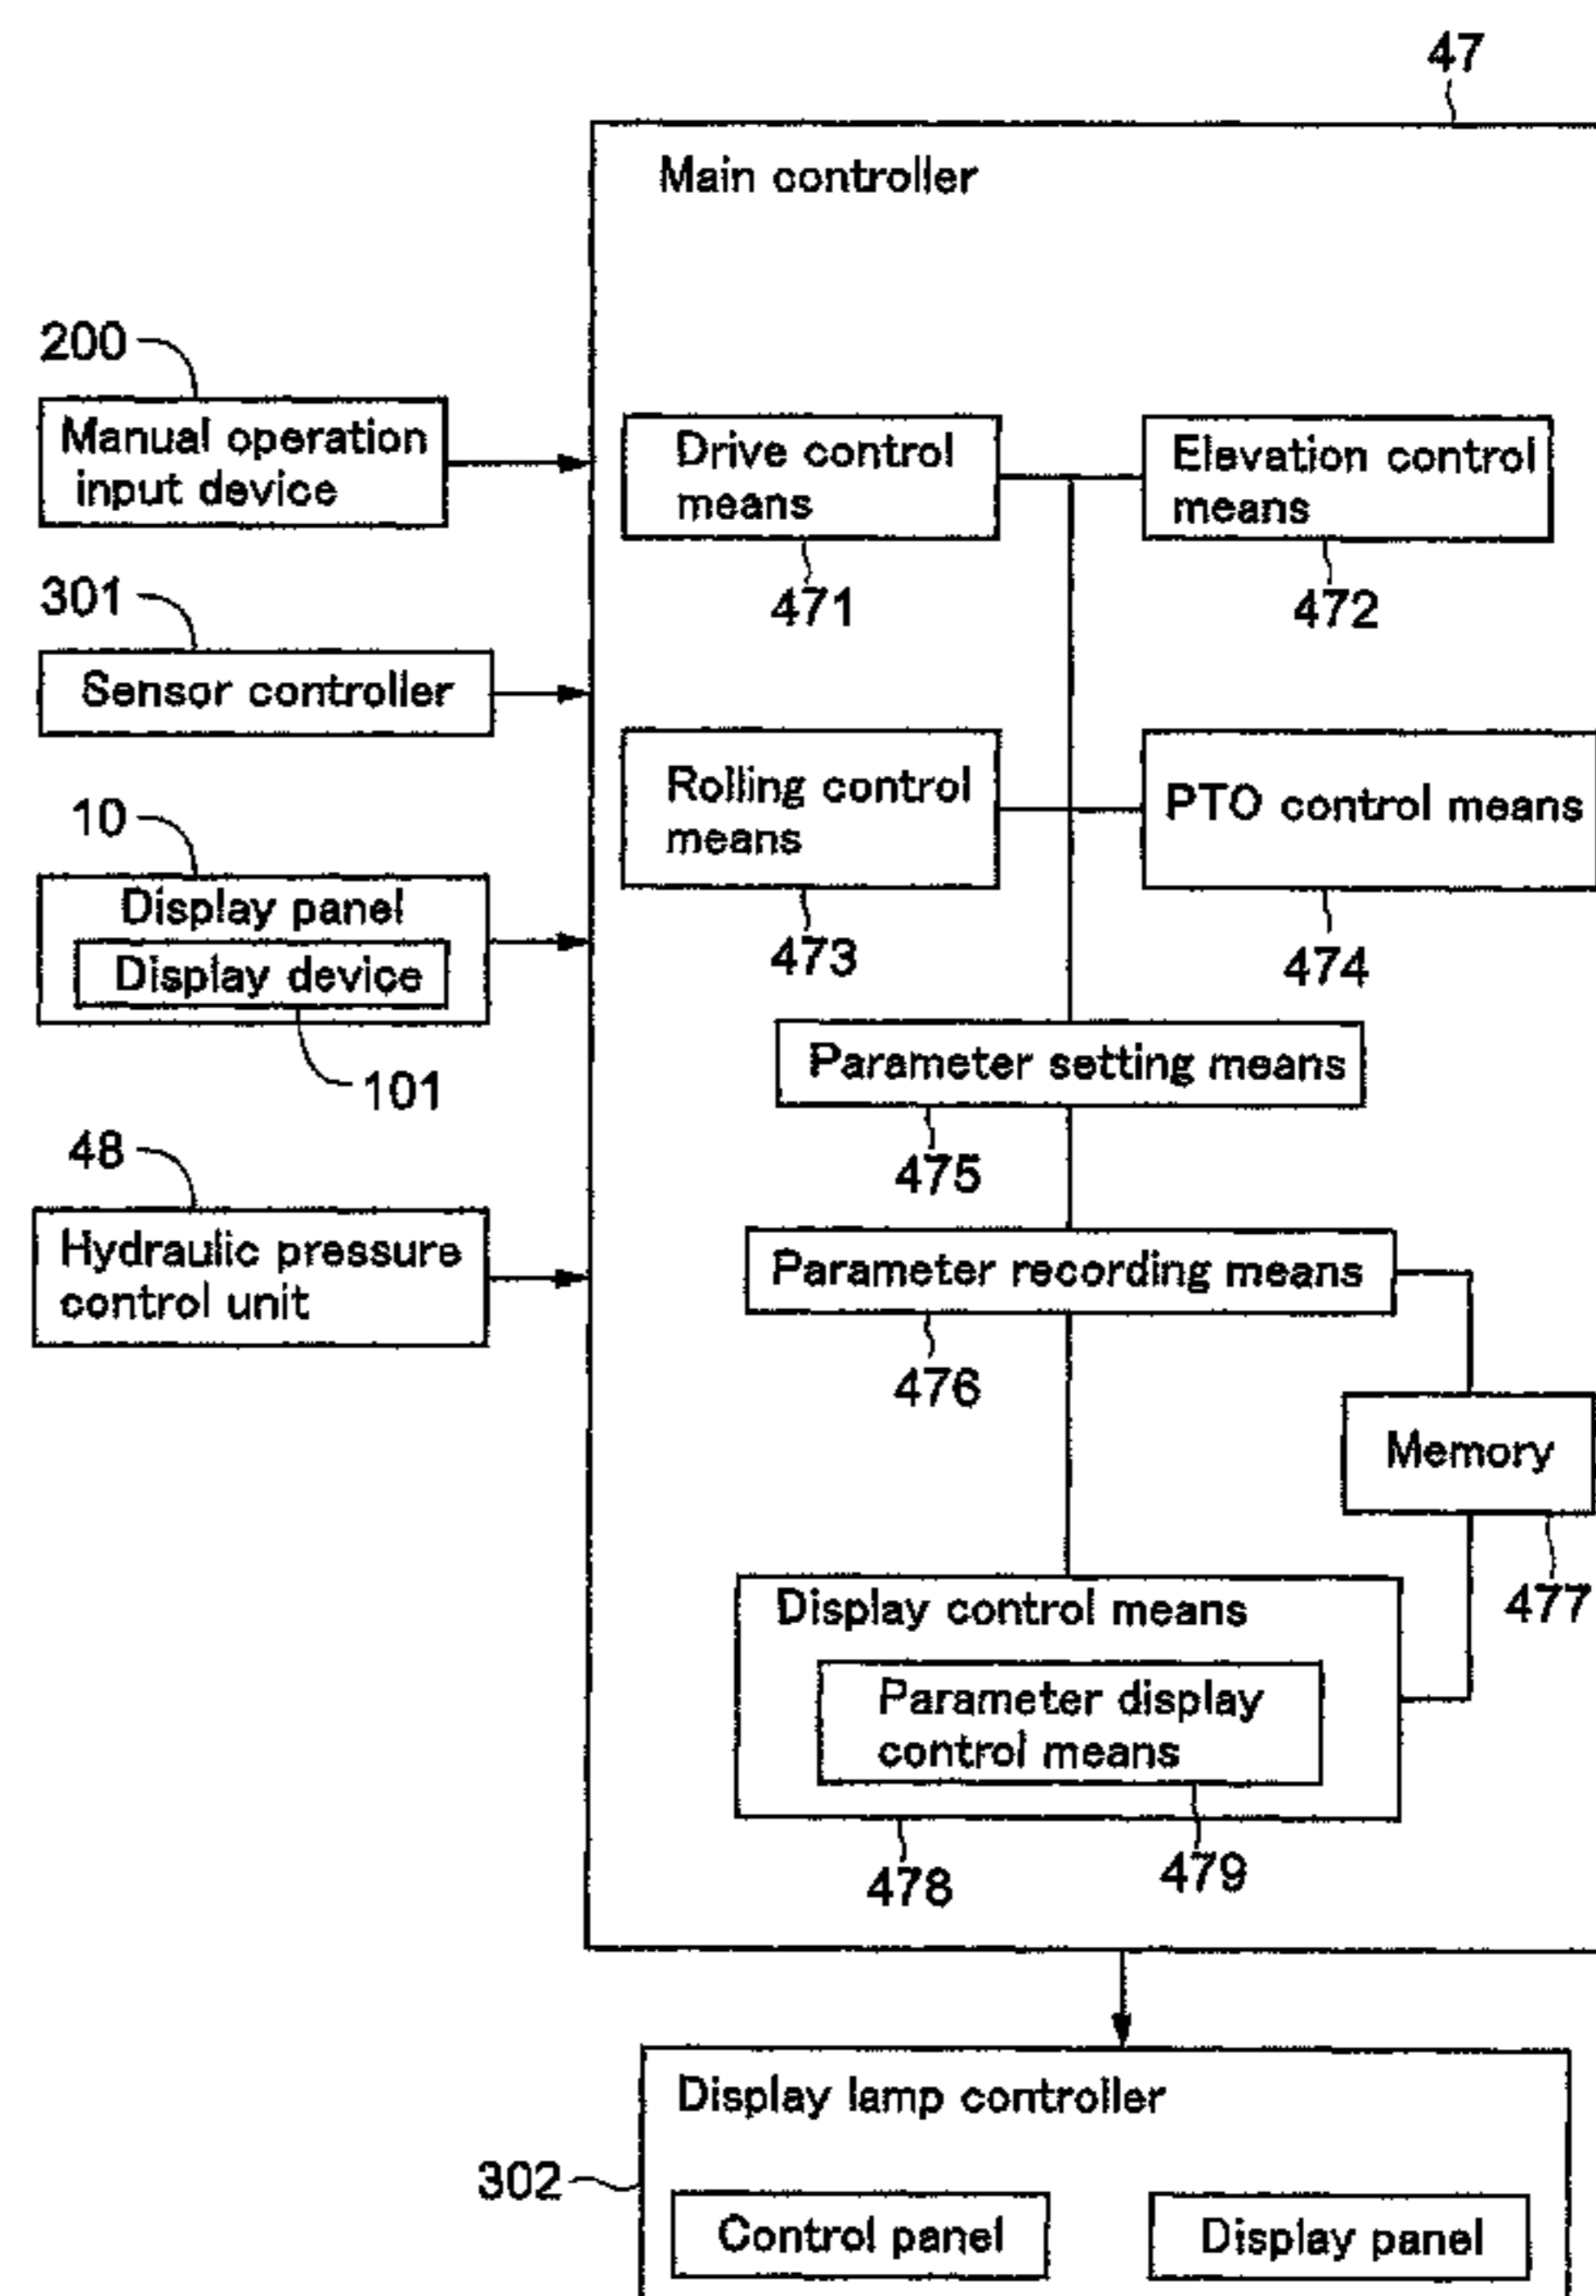 47
Main controller
200
Manual operation
input device
Drive control
means
Elevation control
means
471
472
301
Sensor controller
Rolling control
means
PTO control means
473
474
10
Display panel
Display device
101
Parameter setting means
475
48
Hydraulic pressure
control unit
Parameter recording means
476
Memory
477
Display control means
Parameter display
control means
478
479
Display lamp controller
302
Control panel
Display panel